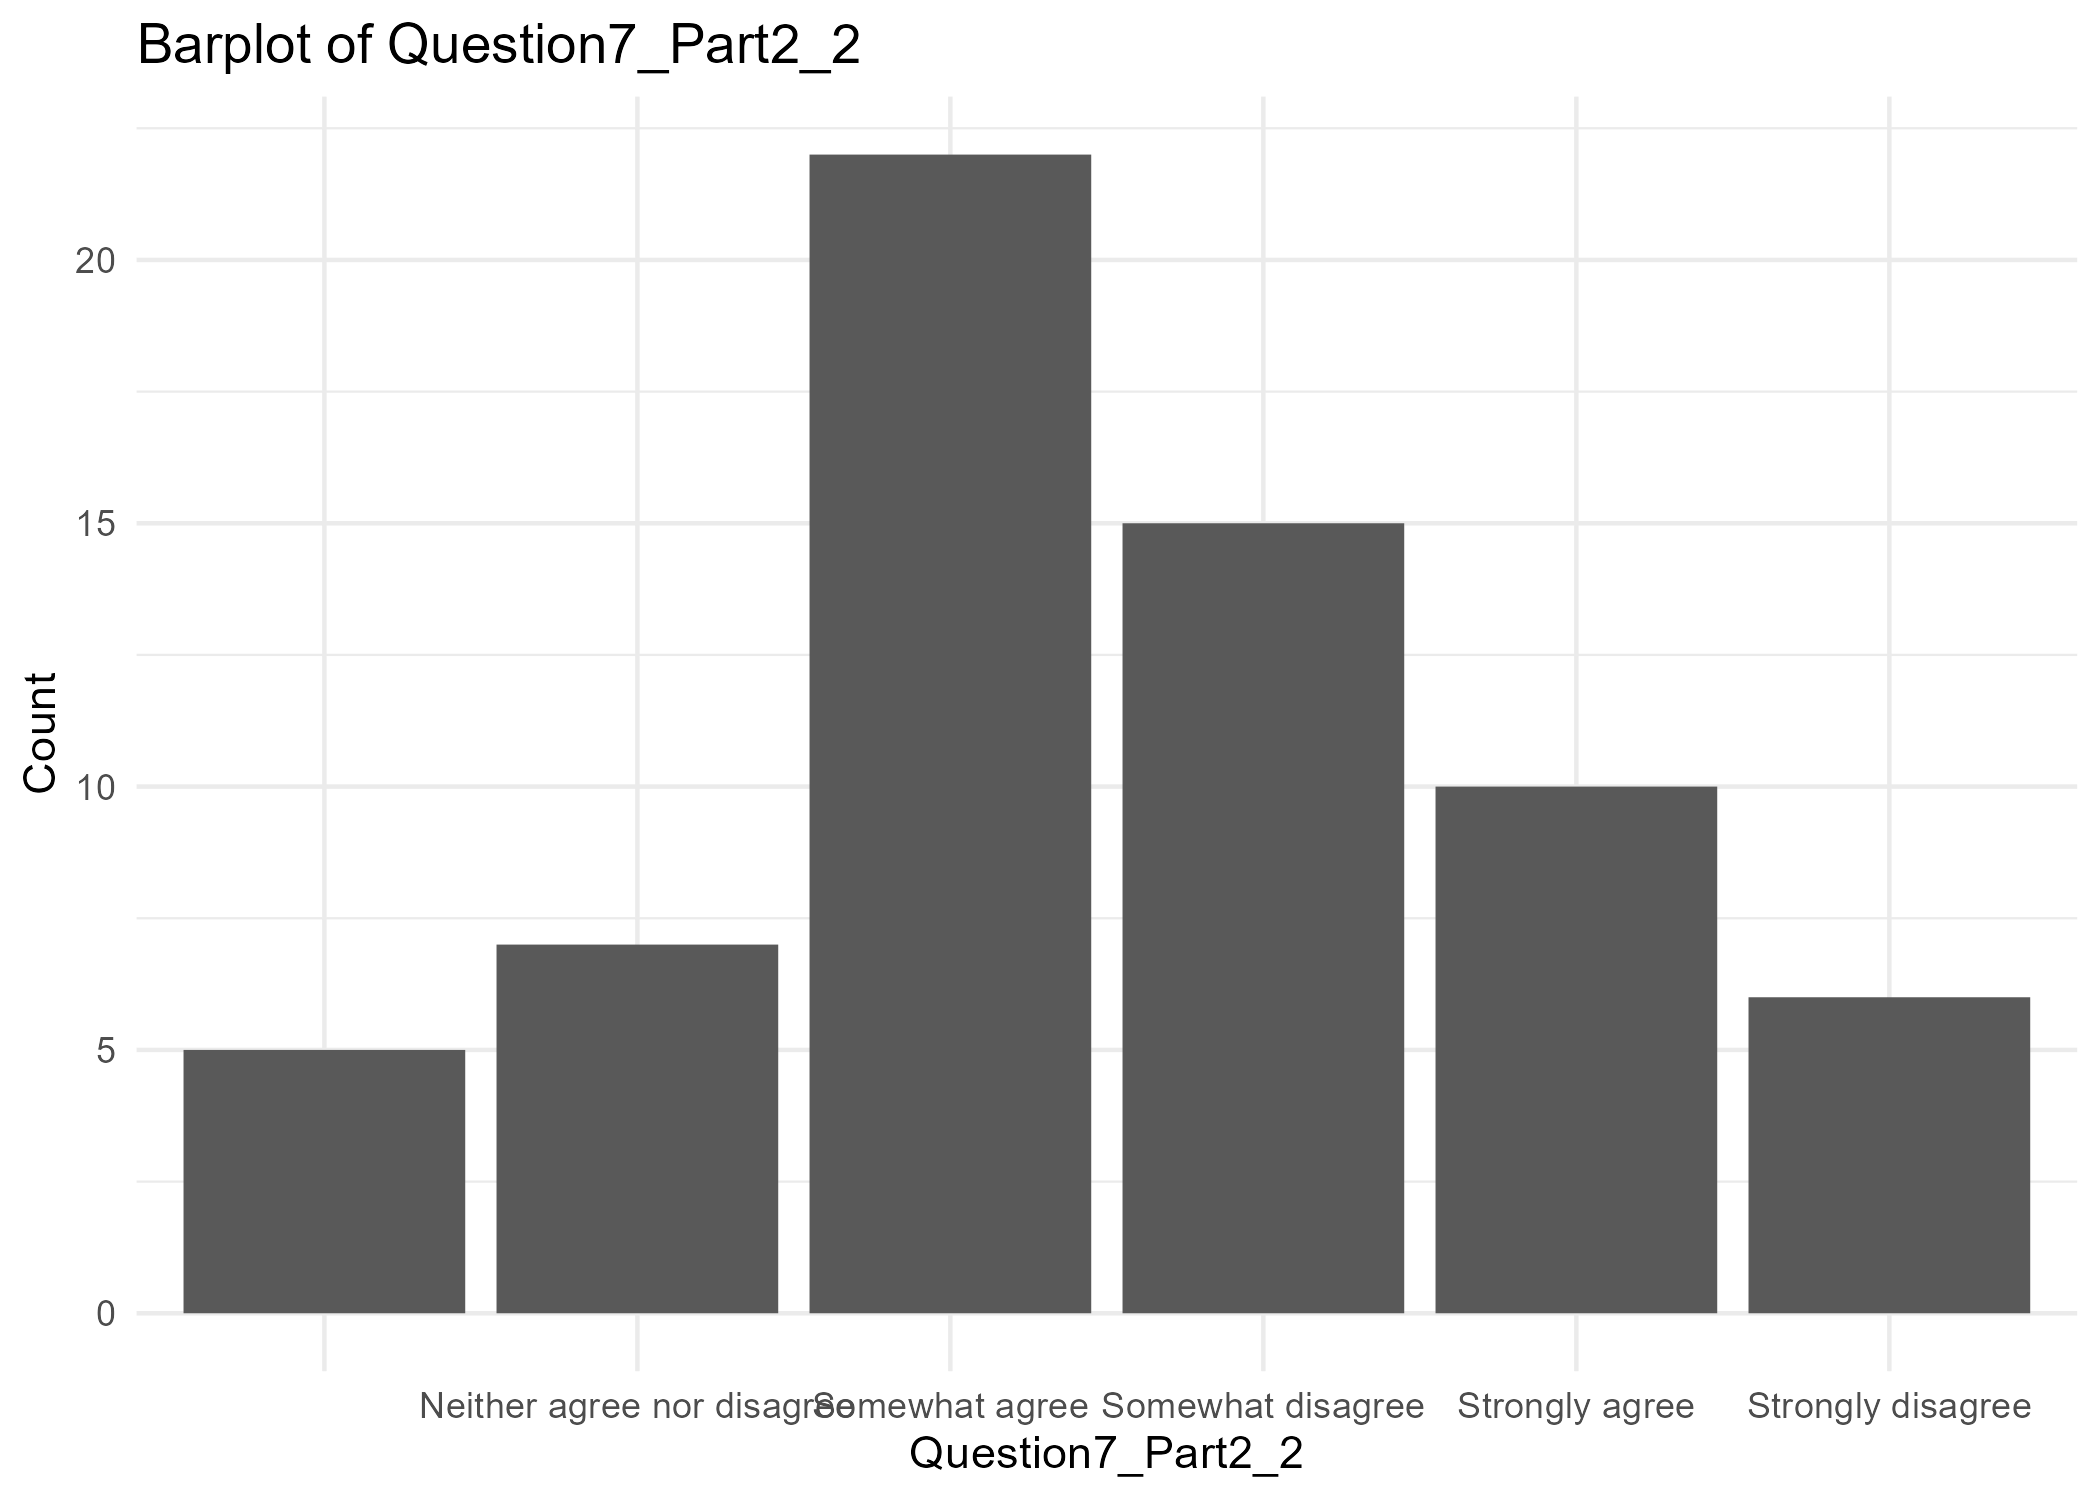 Barplot of Question7_Part2_2
Count
20
15
10
5
0
Neither agree nor disagree Somewhat agree Somewhat disagree Strongly agree Strongly disagree
Question7_Part2_2